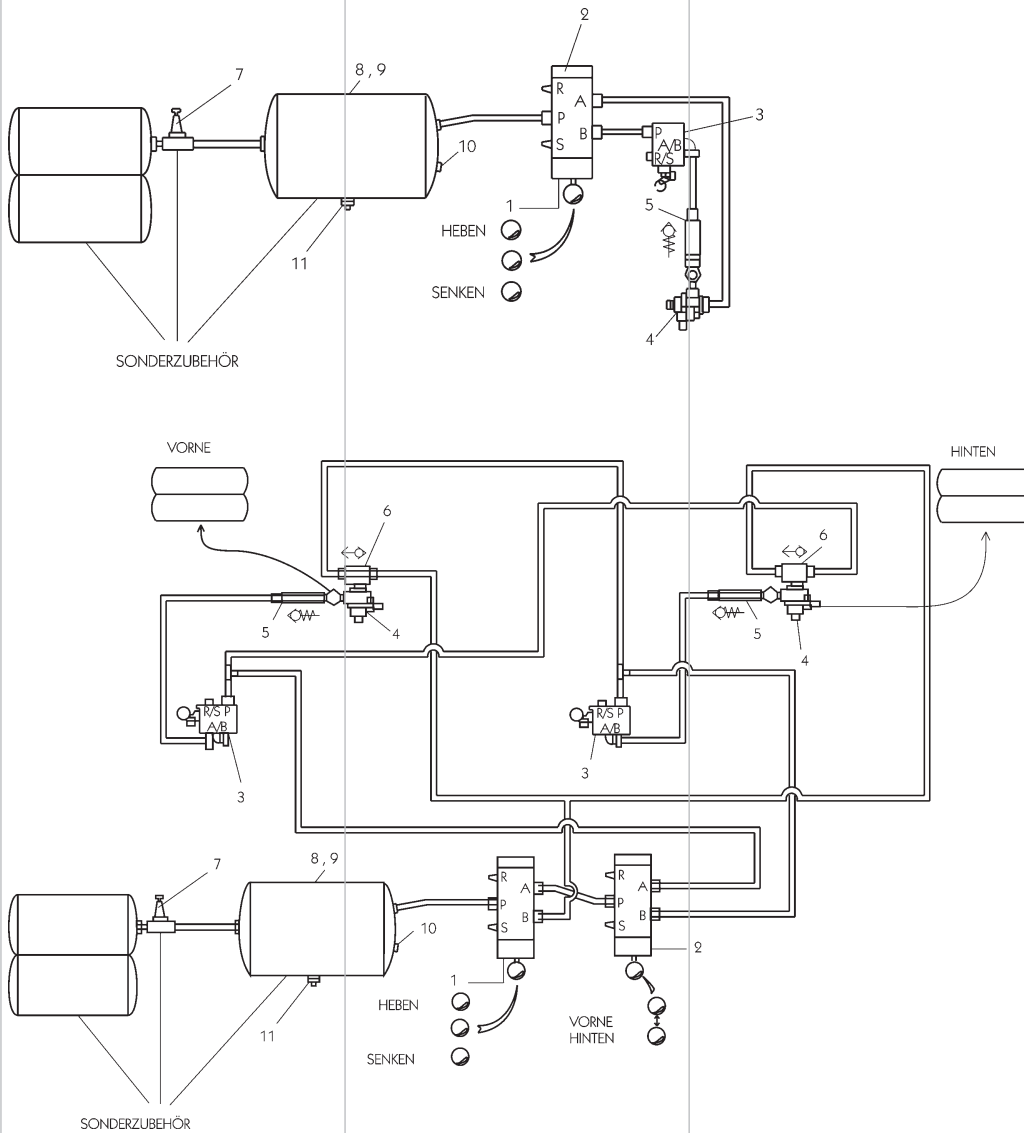 2
7
8 , 9
R
A
P
B
S
10
3
P
A/B
R/S
1
5
HEBEN
11
SENKEN
4
SONDERZUBEHÖR
VORNE
HINTEN
6
6
5
4
5
4
R/S P
A/B
R/S P
A/B
3
3
7
8 , 9
R
A
P
B
S
R
A
P
B
S
10
2
1
HEBEN
11
VORNE
HINTEN
SENKEN
SONDERZUBEHÖR